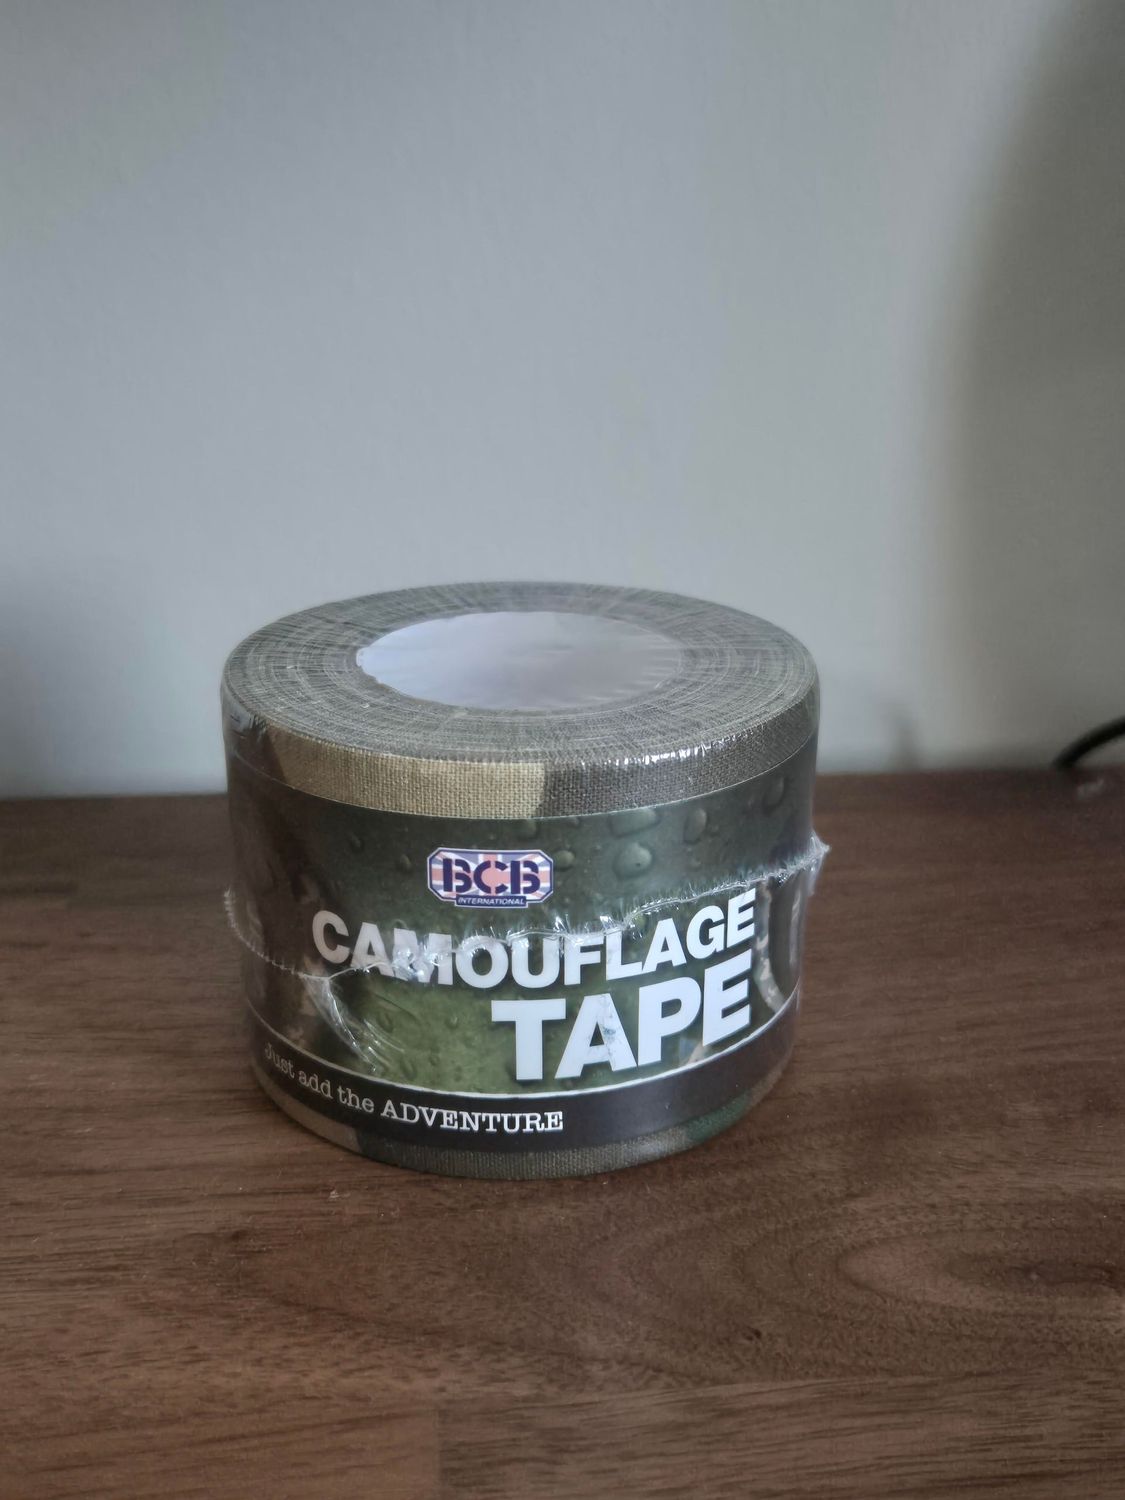 BCB
INTERNATIONAL
CAMOUFLAGE
TAPE
Just add the ADVENTURE